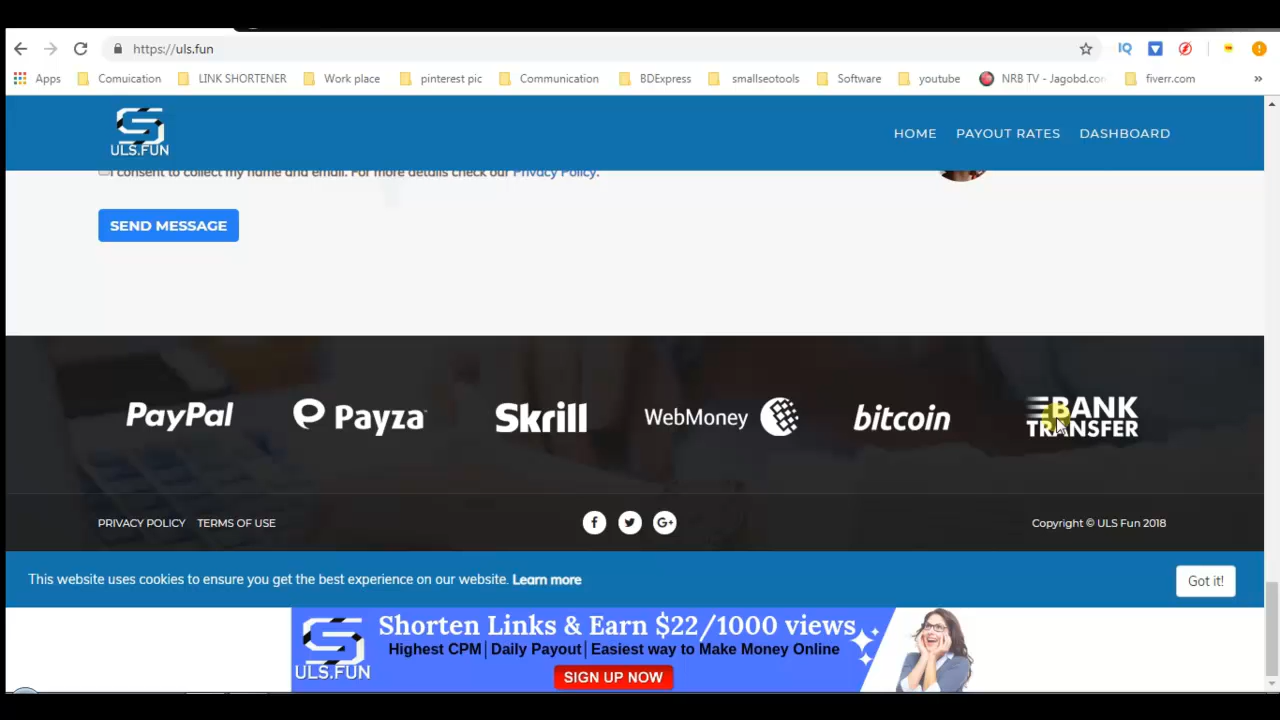 https://uls.fun
Apps Comuication LINK SHORTENER Work place pinterest pic Communication BDExpress smallseotools Software youtube NRB TV - Jagobd.co fiverr.com »
ULS.FUN
HOME PAYOUT RATES DASHBOARD
I consent to collect my name and email. For more details check our Privacy Policy.
SEND MESSAGE
PayPal Payza Skrill WebMoney bitcoin BANK TRANSFER
PRIVACY POLICY TERMS OF USE
Copyright © ULS Fun 2018
This website uses cookies to ensure you get the best experience on our website. Learn more
Got it!
Shorten Links & Earn $22/1000 views
Highest CPM| Daily Payout| Easiest way to Make Money Online
ULS.FUN
SIGN UP NOW